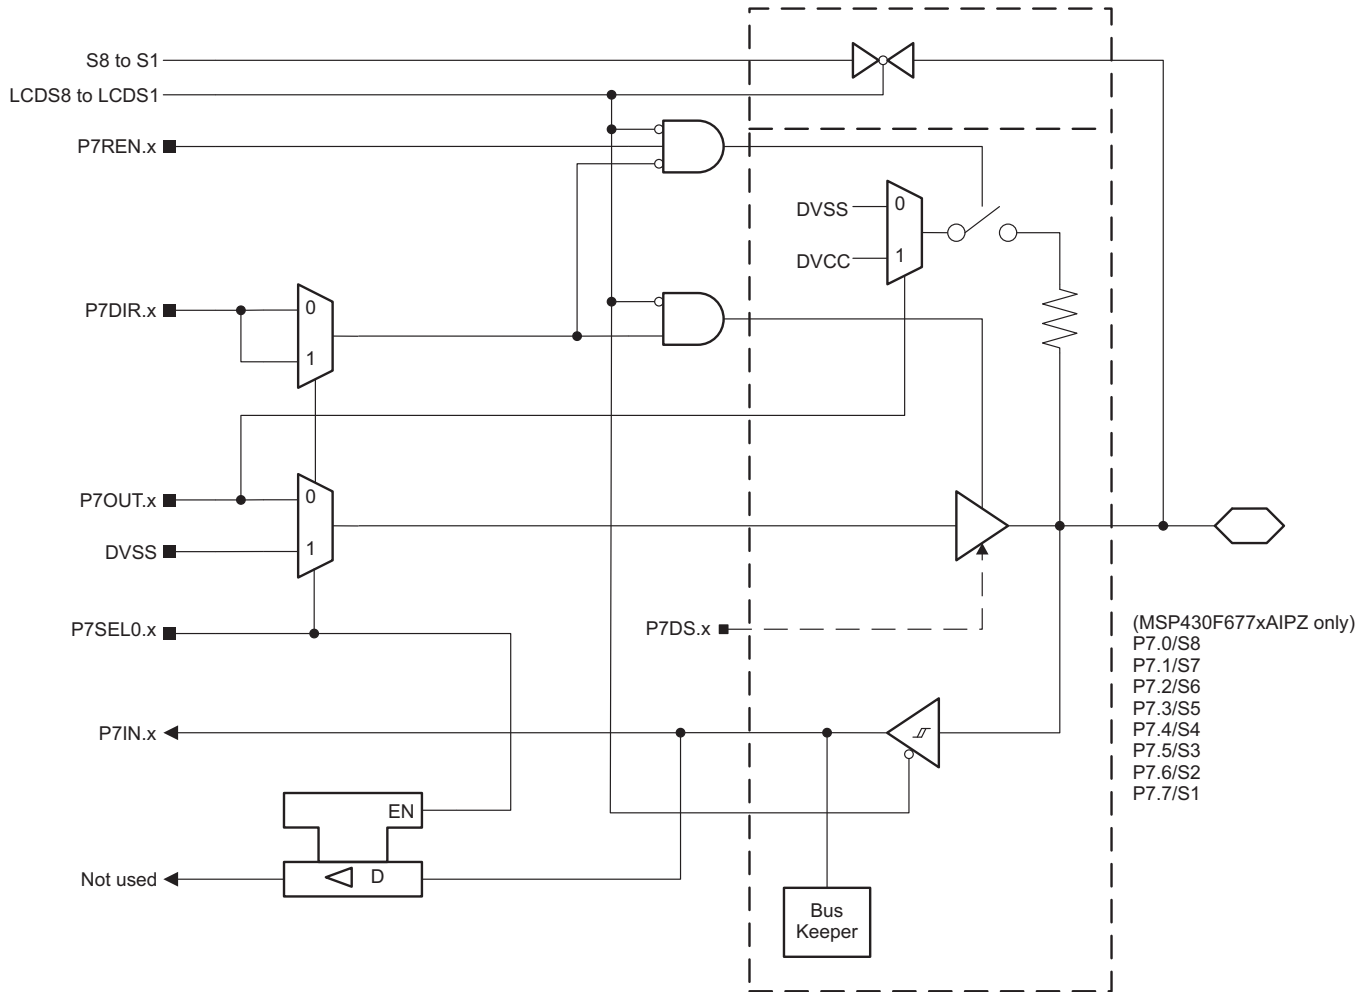 S8 to S1
LCDS8 to LCDS1
P7REN.x
DVSS
0
DVCC
1
P7DIR.x
0
1
P7OUT.x
0
DVSS
1
P7SEL0.x
P7DS.x
(MSP430F677xAIPZ only)
P7.0/S8
P7.1/S7
P7.2/S6
P7.3/S5
P7.4/S4
P7.5/S3
P7.6/S2
P7.7/S1
P7IN.x
EN
Not used
D
Bus
Keeper